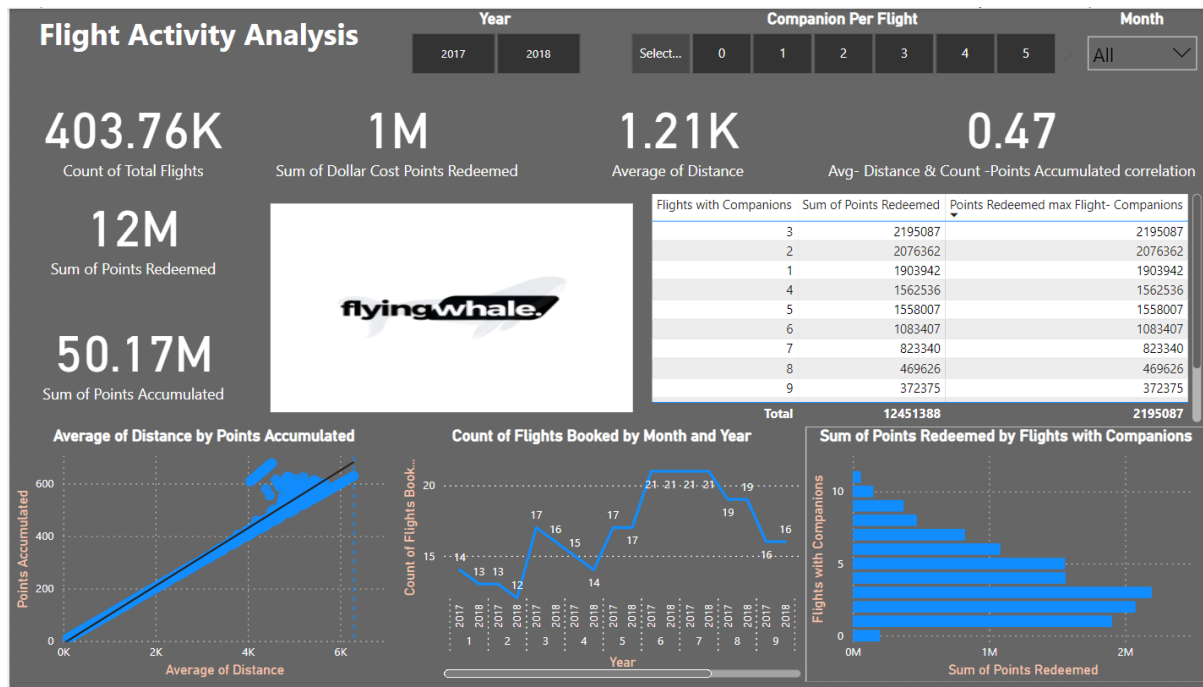 Flight Activity Analysis
Year
2017 2018
Companion Per Flight
Select... 0 1 2 3 4 5
Month
All
403.76K
Count of Total Flights
1M
Sum of Dollar Cost Points Redeemed
1.21K
Average of Distance
0.47
Avg- Distance & Count -Points Accumulated correlation
12M
Sum of Points Redeemed
50.17M
Sum of Points Accumulated
flyingwhale.
Flights with Companions Sum of Points Redeemed Points Redeemed max Flight- Companions
3 2195087 2195087
2 2076362 2076362
1 1903942 1903942
4 1562536 1562536
5 1558007 1558007
6 1083407 1083407
7 823340 823340
8 469626 469626
9 372375 372375
Total 12451388 2195087
Average of Distance by Points Accumulated
Points Accumulated
600
400
200
0
0K 2K 4K 6K
Average of Distance
Count of Flights Booked by Month and Year
Count of Flights Book...
20
15
14 13 13 12 17 16 15 14 17 17 21 21 21 21 19 19 16 16
2017 2018 2017 2018 2017 2018 2017 2018 2017 2018 2017 2018 2017 2018 2017 2018 2017 2018
1 2 3 4 5 6 7 8 9
Year
Sum of Points Redeemed by Flights with Companions
Flights with Companions
10
5
0
0M 1M 2M
Sum of Points Redeemed